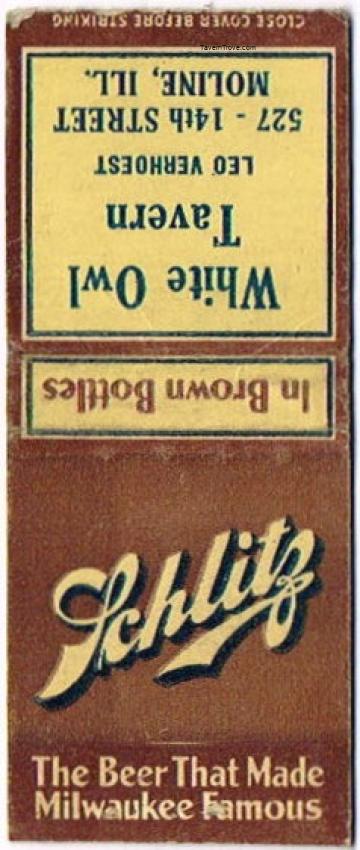 Schlitz
The Beer That Made
Milwaukee Famous
In Brown Bottles
White Owl
Tavern
LEO VERHOEST
527 - 14th STREET
MOLINE, ILL.
CLOSE COVER BEFORE STRIKING
TavernTrove.com